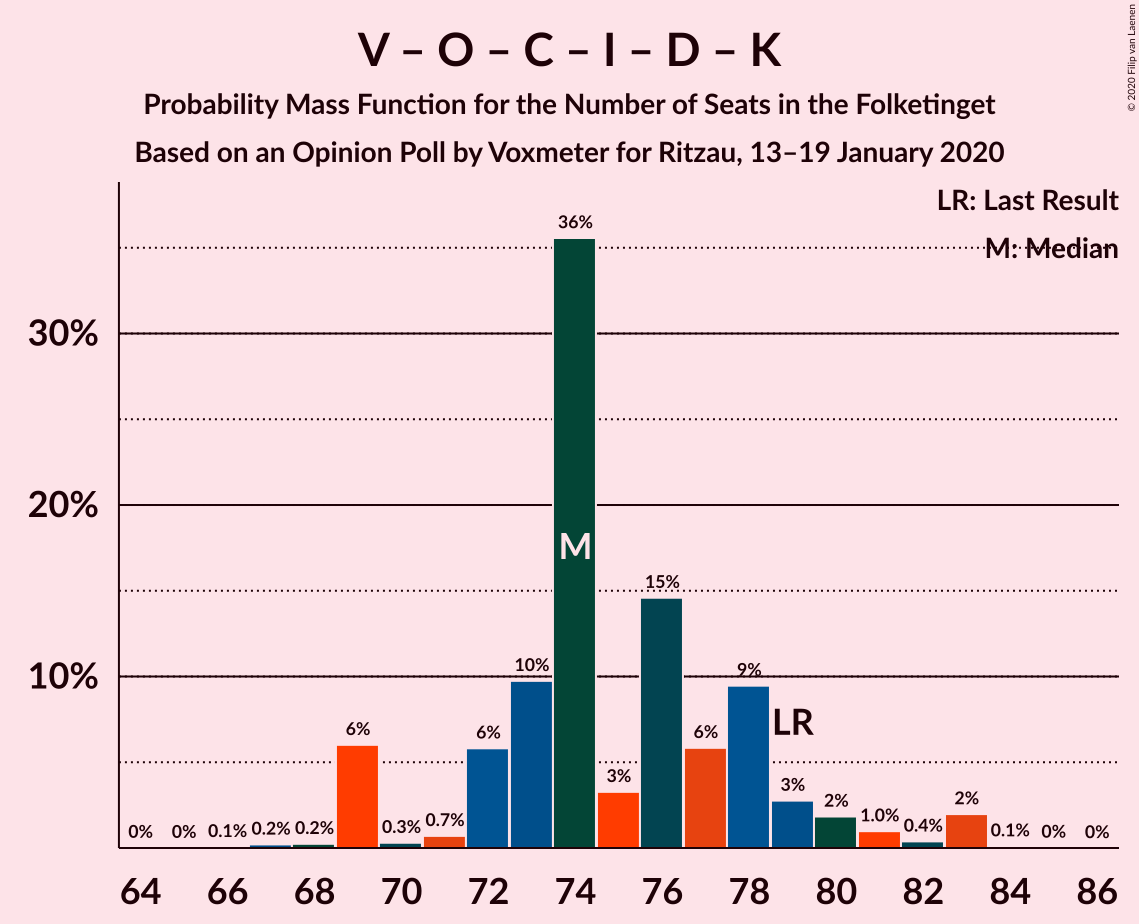 V – O – C – I – D – K
Probability Mass Function for the Number of Seats in the Folketinget
Based on an Opinion Poll by Voxmeter for Ritzau, 13–19 January 2020
© 2020 Filip van Laenen
LR: Last Result
M: Median
30%
20%
10%
0%
0%
0.1%
0.2%
0.2%
6%
0.3%
0.7%
6%
10%
36%
M
3%
15%
6%
9%
LR
3%
2%
1.0%
0.4%
2%
0.1%
0%
0%
64 66 68 70 72 74 76 78 80 82 84 86